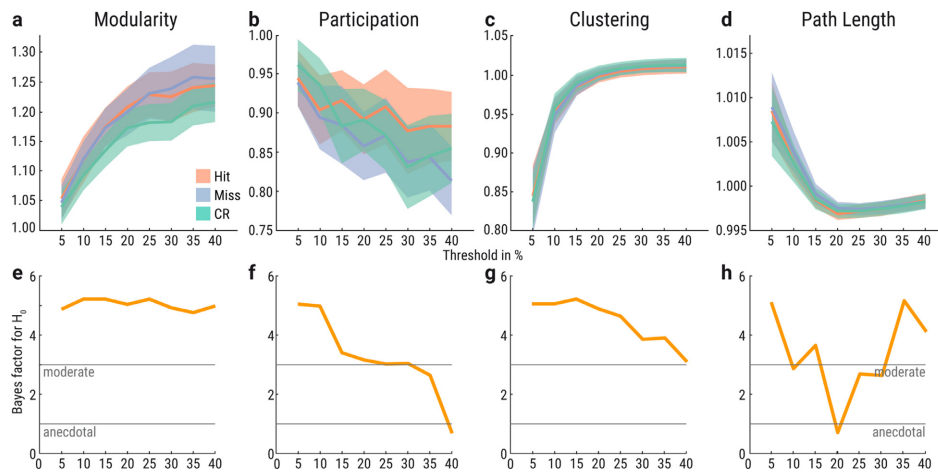 a Modularity
1.30
1.25
1.20
1.15
1.10
1.05
1.00
5 10 15 20 25 30 35 40
Hit
Miss
CR
b Participation
1.00
0.95
0.90
0.85
0.80
0.75
5 10 15 20 25 30 35 40
c Clustering
1.05
1.00
0.95
0.90
0.85
0.80
5 10 15 20 25 30 35 40
d Path Length
1.015
1.010
1.005
1.000
0.995
5 10 15 20 25 30 35 40
Threshold in %
Bayes factor for H₀
e
6
4
2
0
moderate
anecdotal
5 10 15 20 25 30 35 40
f
6
4
2
0
5 10 15 20 25 30 35 40
g
6
4
2
0
5 10 15 20 25 30 35 40
h
6
4
2
0
moderate
anecdotal
5 10 15 20 25 30 35 40